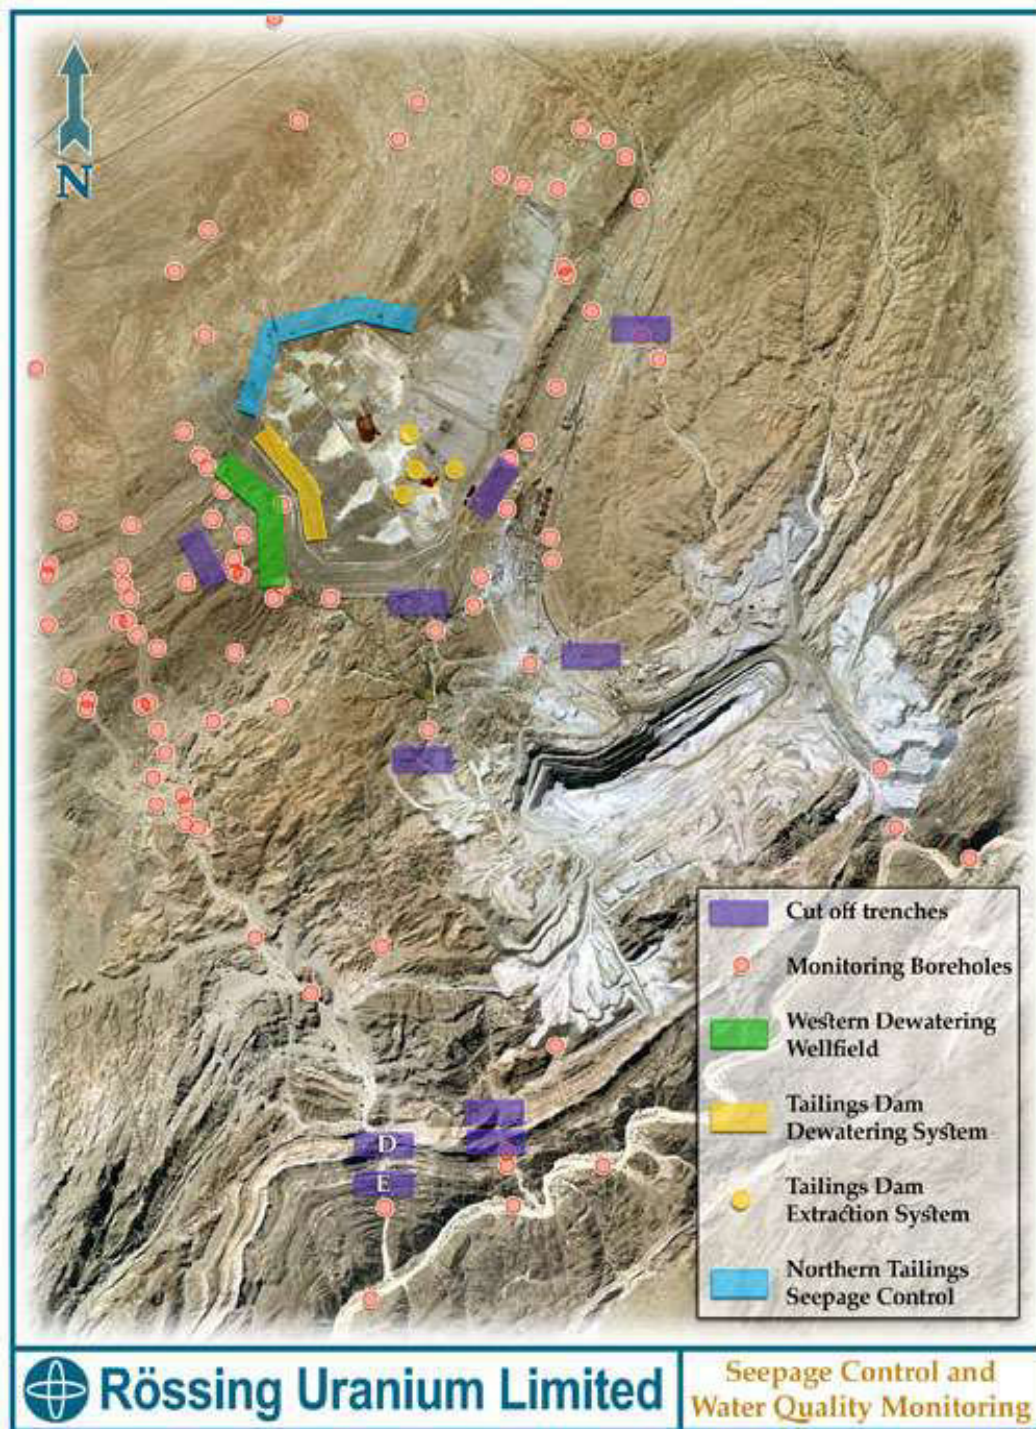 N
D
E
Cut off trenches
Monitoring Boreholes
Western Dewatering
Wellfield
Tailings Dam
Dewatering System
Tailings Dam
Extraction System
Northern Tailings
Seepage Control
Rössing Uranium Limited
Seepage Control and
Water Quality Monitoring